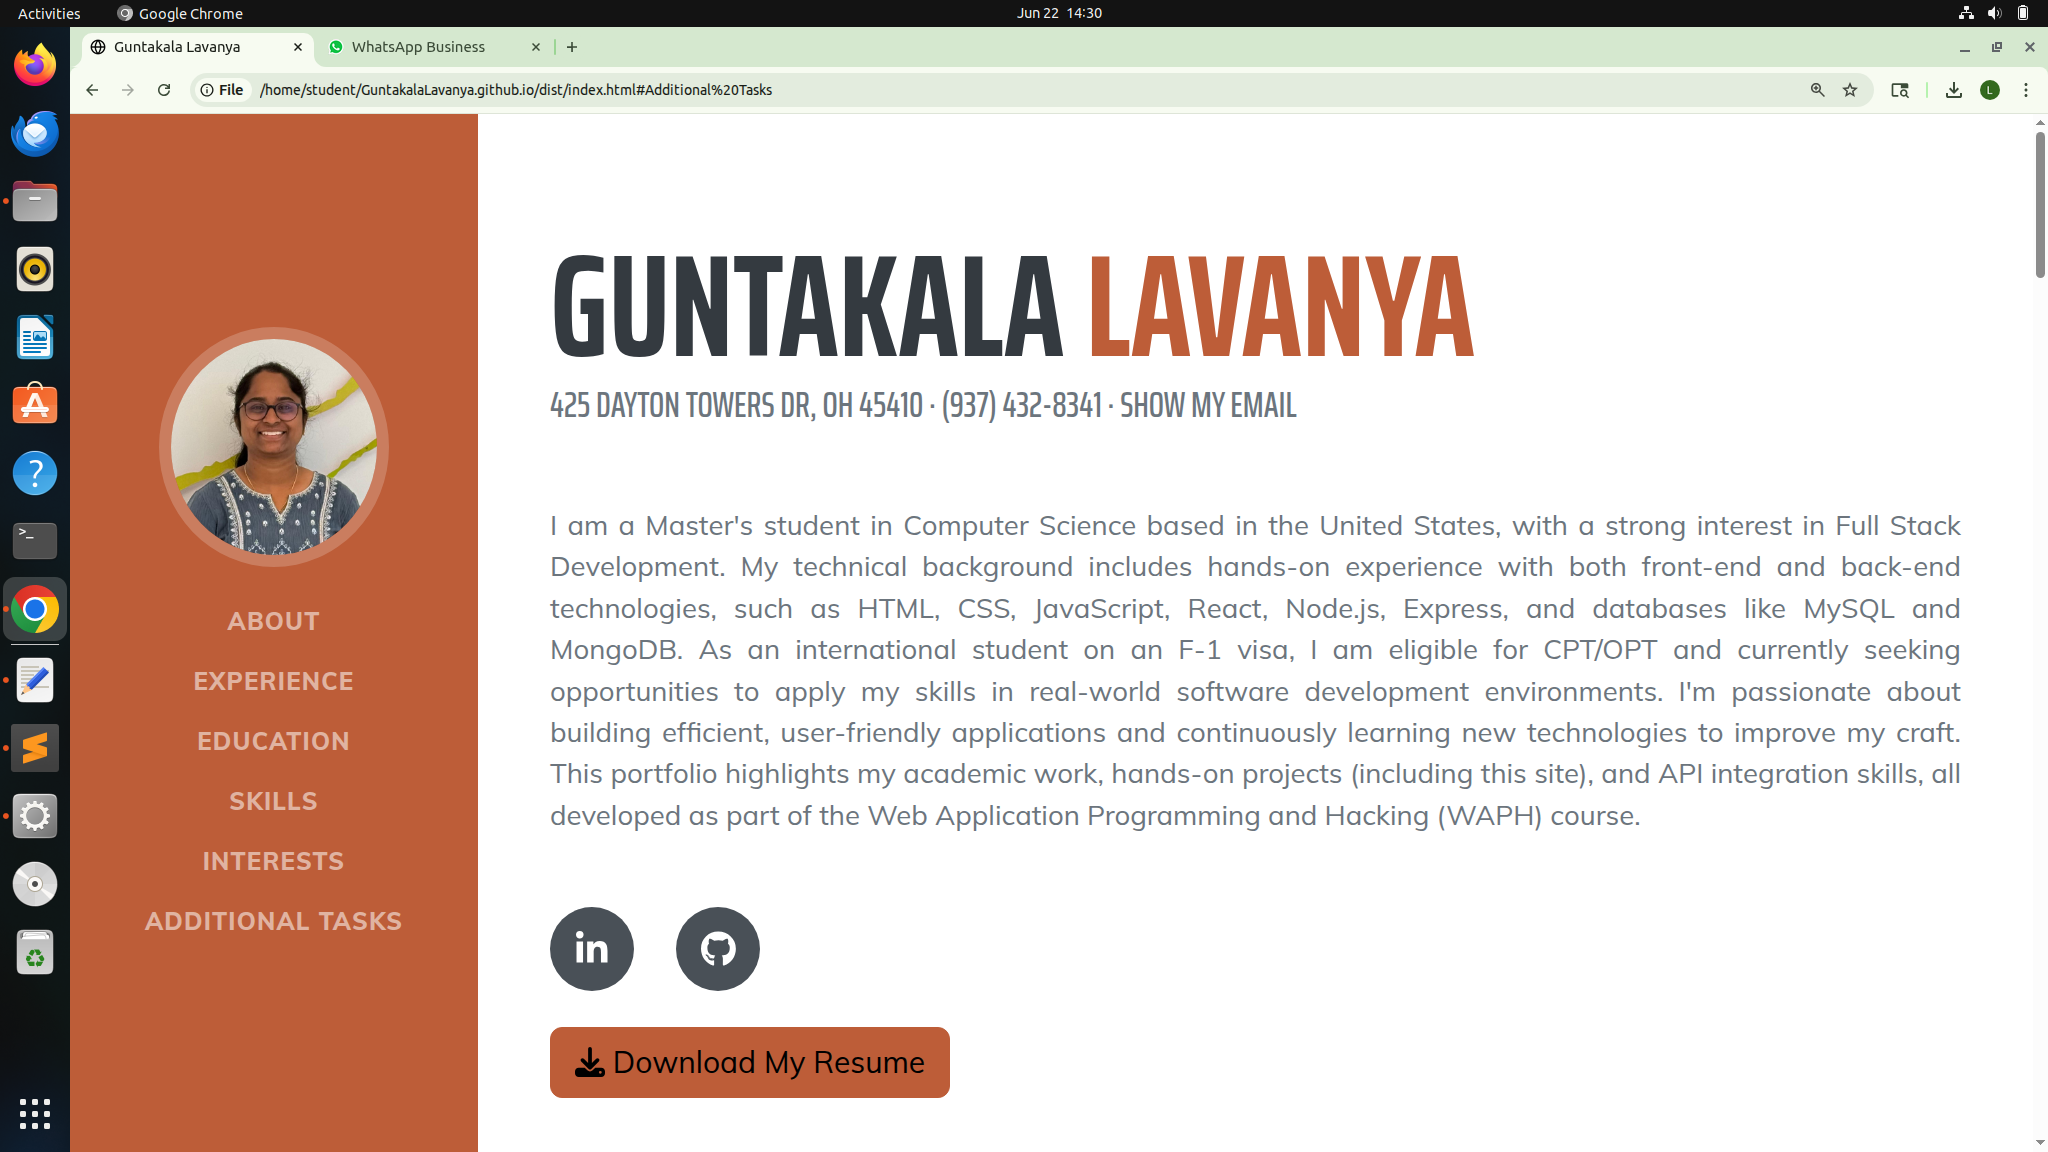 Activities
Google Chrome
Jun 22 14:30
Guntakala Lavanya
WhatsApp Business
File
/home/student/GuntakalaLavanya.github.io/dist/index.html#Additional%20Tasks
L
GUNTAKALA LAVANYA
425 DAYTON TOWERS DR, OH 45410 · (937) 432-8341 · SHOW MY EMAIL
I am a Master's student in Computer Science based in the United States, with a strong interest in Full Stack
Development. My technical background includes hands-on experience with both front-end and back-end
technologies, such as HTML, CSS, JavaScript, React, Node.js, Express, and databases like MySQL and
MongoDB. As an international student on an F-1 visa, I am eligible for CPT/OPT and currently seeking
opportunities to apply my skills in real-world software development environments. I'm passionate about
building efficient, user-friendly applications and continuously learning new technologies to improve my craft.
This portfolio highlights my academic work, hands-on projects (including this site), and API integration skills, all
developed as part of the Web Application Programming and Hacking (WAPH) course.
ABOUT
EXPERIENCE
EDUCATION
SKILLS
INTERESTS
ADDITIONAL TASKS
in
Download My Resume